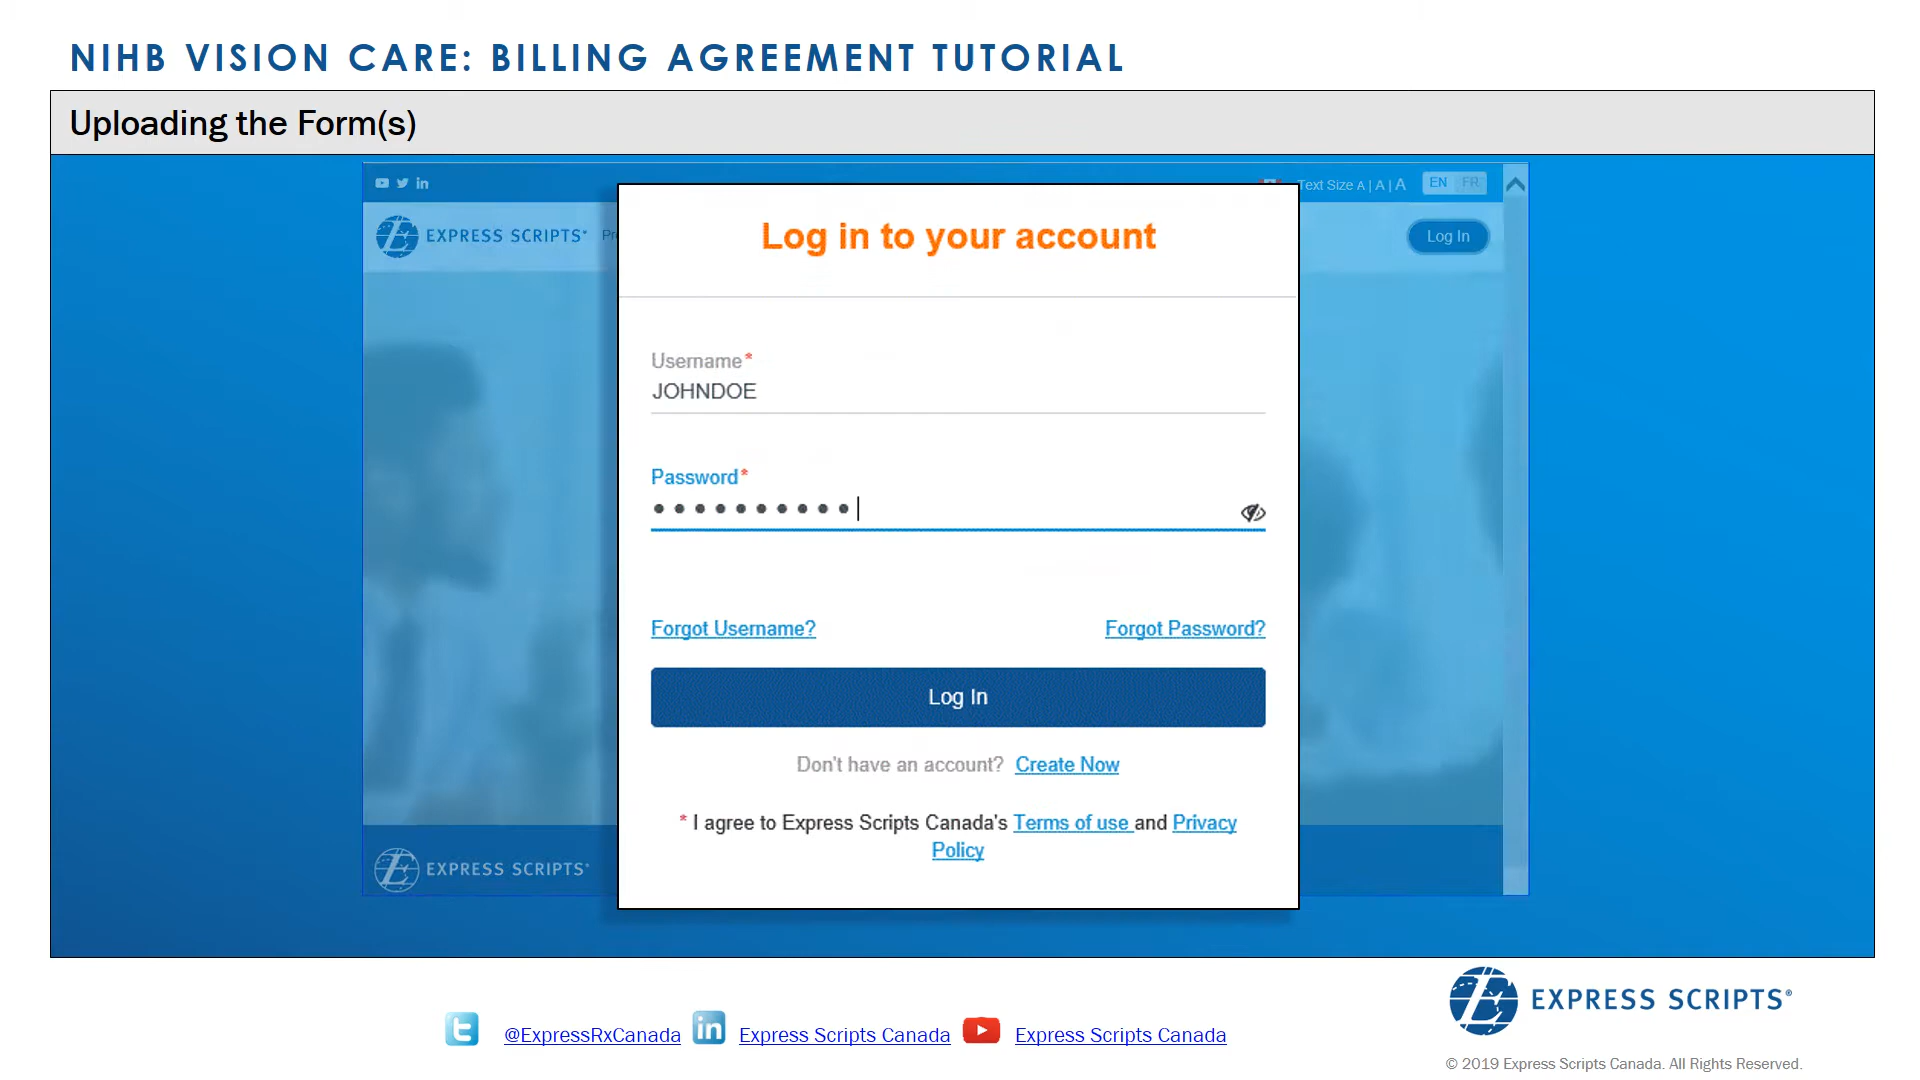 NIHB VISION CARE: BILLING AGREEMENT TUTORIAL
Uploading the Form(s)
Text Size A | A | A
EN FR
EXPRESS SCRIPTS®
Log In
Log in to your account
Username*
JOHNDOE
Password*
Forgot Username?
Forgot Password?
Log In
Don't have an account? Create Now
* I agree to Express Scripts Canada's Terms of use and Privacy
Policy
EXPRESS SCRIPTS®
@ExpressRxCanada
Express Scripts Canada
Express Scripts Canada
EXPRESS SCRIPTS®
© 2019 Express Scripts Canada. All Rights Reserved.